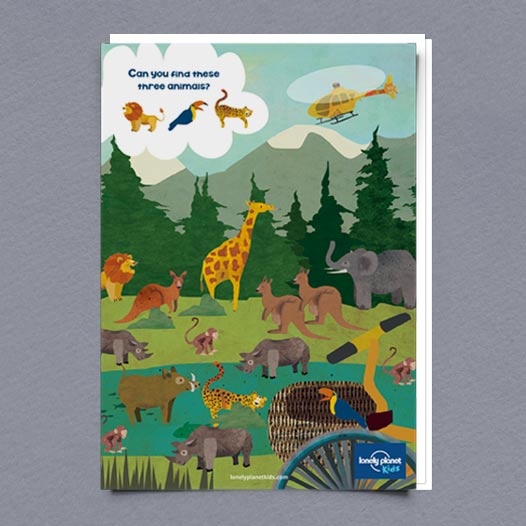 Can you find these
three animals?
lonely planet
Kids
lonelyplanetkids.com